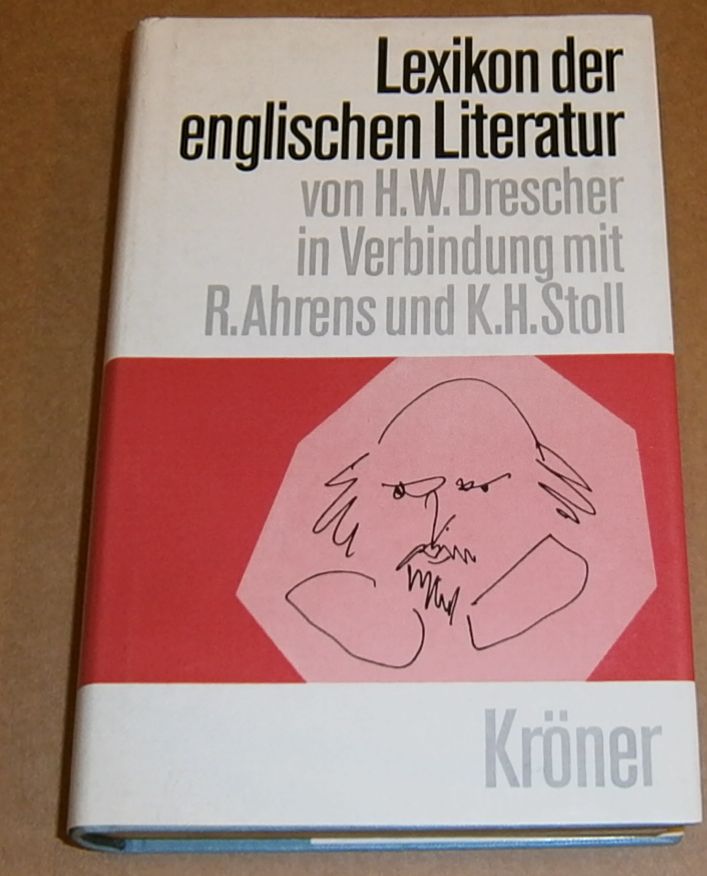 Lexikon der
englischen Literatur
von H.W. Drescher
in Verbindung mit
R. Ahrens und K.H. Stoll
Kröner